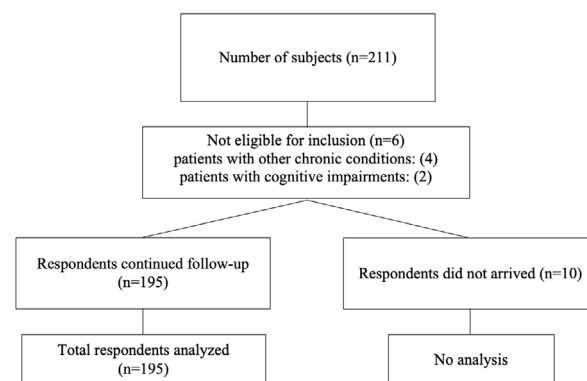 Number of subjects (n=211)
Not eligible for inclusion (n=6)
patients with other chronic conditions: (4)
patients with cognitive impairments: (2)
Respondents continued follow-up
(n=195)
Respondents did not arrived (n=10)
Total respondents analyzed
(n=195)
No analysis